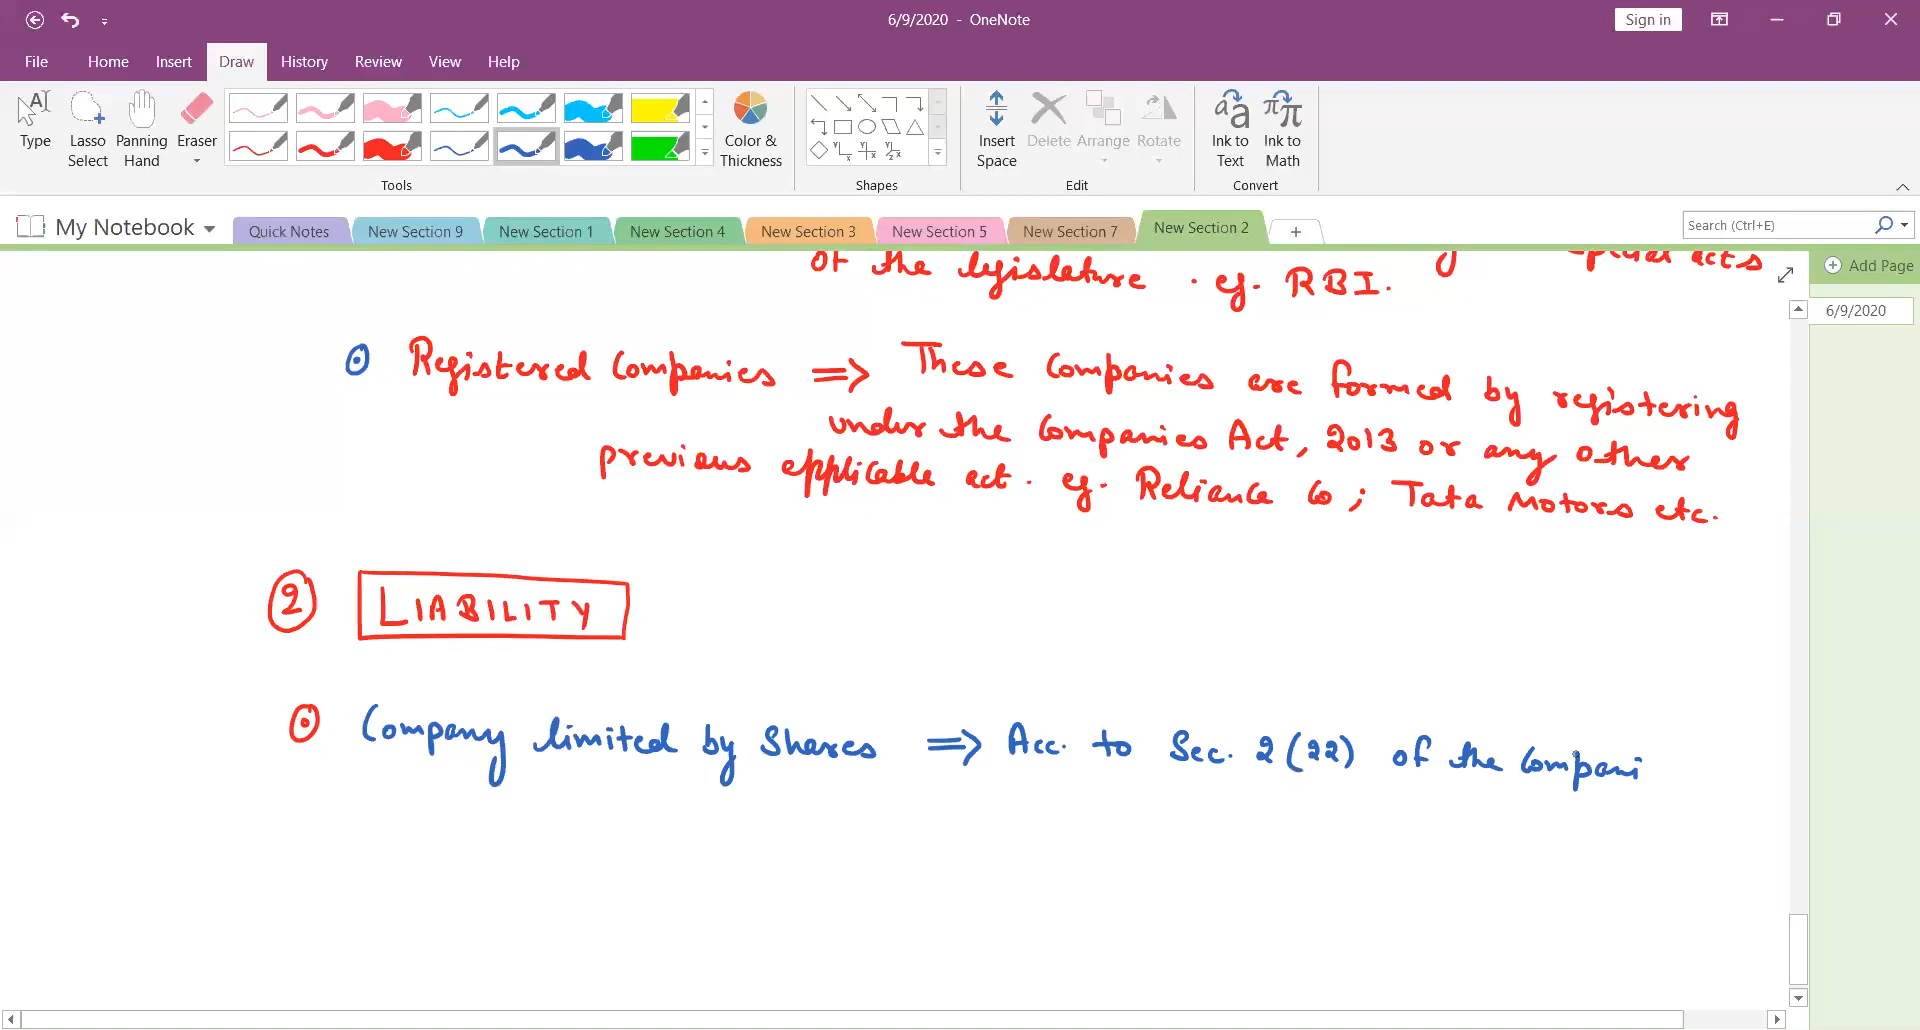 6/9/2020 - OneNote
Sign in
File Home Insert Draw History Review View Help
Type
Lasso Select
Panning Hand
Eraser
Color & Thickness
Insert Space
Delete
Arrange
Rotate
Ink to Text
Ink to Math
Tools
Shapes
Edit
Convert
My Notebook
Quick Notes
New Section 9
New Section 1
New Section 4
New Section 3
New Section 5
New Section 7
New Section 2
Search (Ctrl+E)
Add Page
6/9/2020
acts
of the legislature . eg. RBI.
Registered Companies ⇒ These Companies are formed by registering
under the Companies Act, 2013 or any other
previous applicable act. eg. Reliance Co; Tata Motors etc.
2 LIABILITY
Company limited by Shares ⇒ Acc. to Sec. 2(22) of the Compani